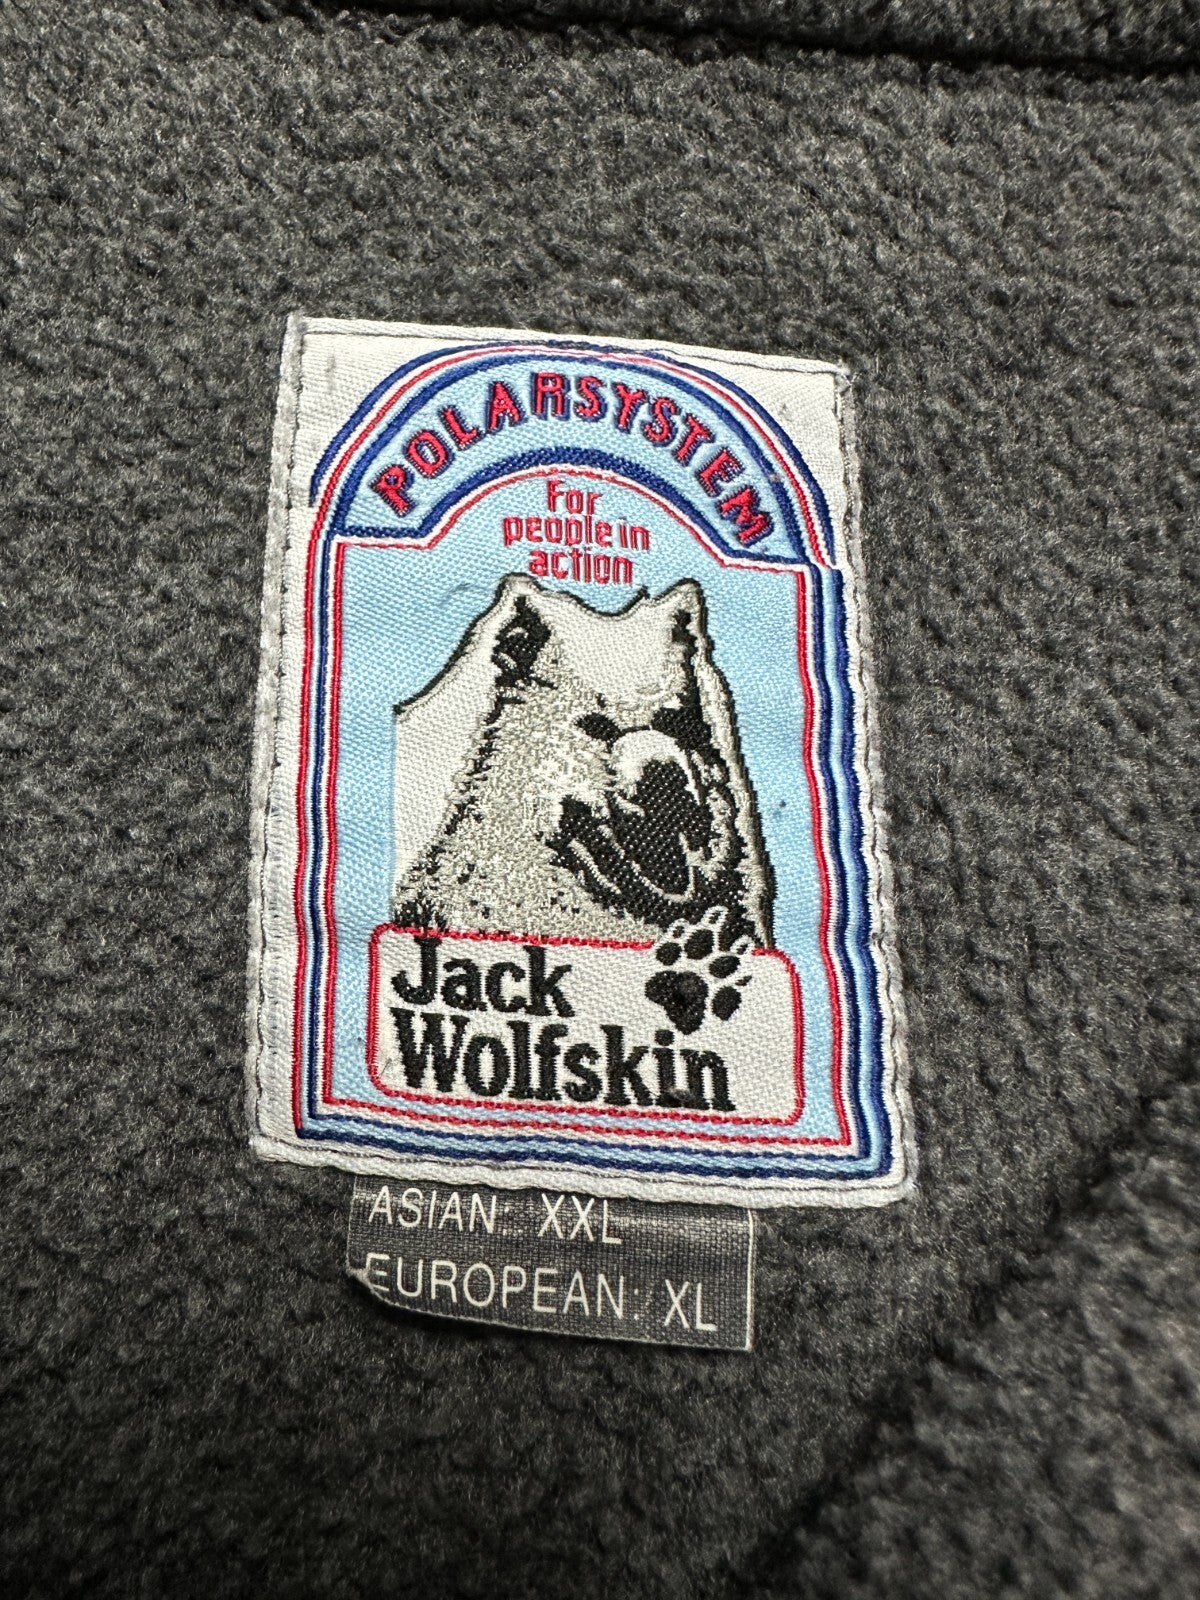 POLARSYSTEM
For
people in
action
Jack
Wolfskin
ASIAN: XXL
EUROPEAN: XL